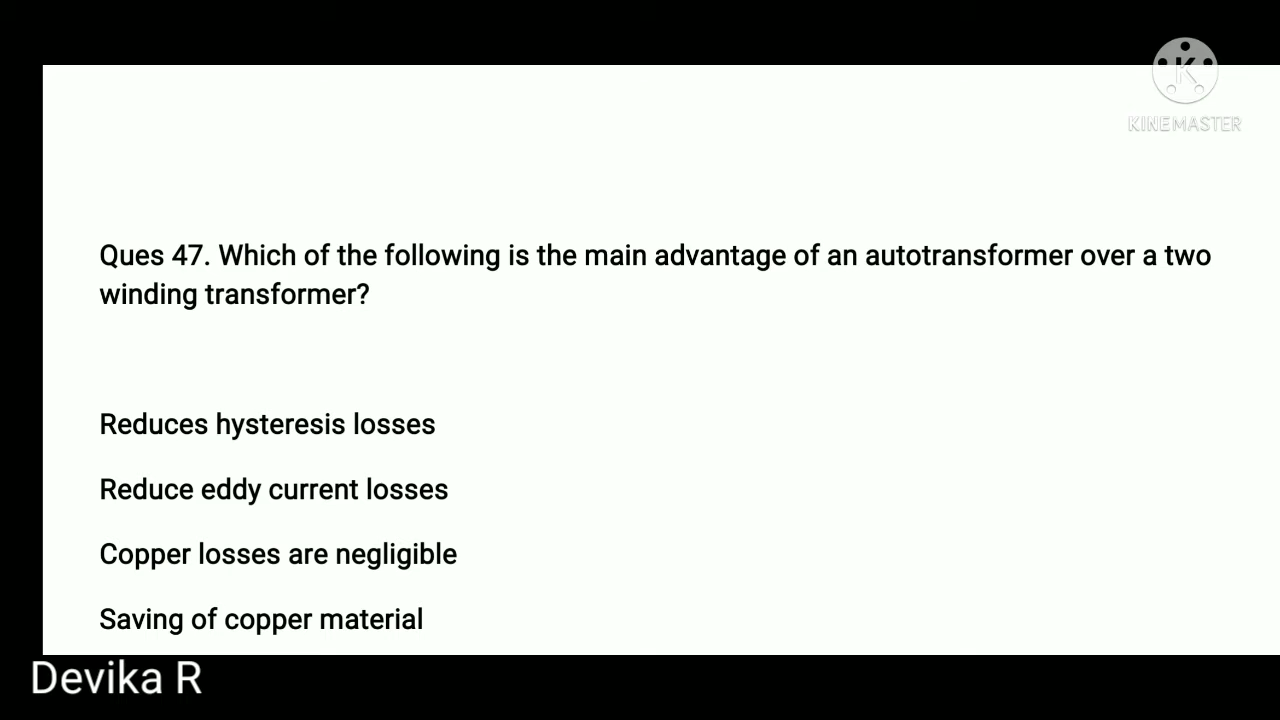 K
KINEMASTER
Ques 47. Which of the following is the main advantage of an autotransformer over a two
winding transformer?
Reduces hysteresis losses
Reduce eddy current losses
Copper losses are negligible
Saving of copper material
Devika R